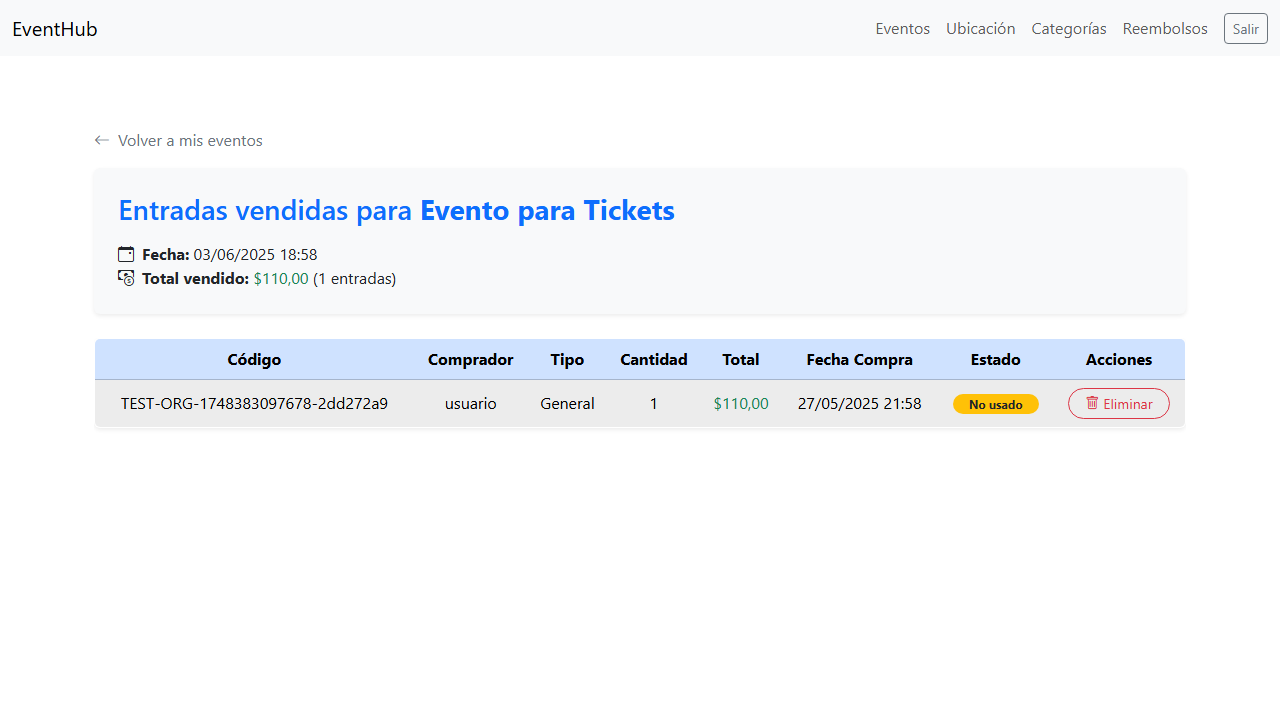 EventHub Eventos Ubicación Categorías Reembolsos Salir
Volver a mis eventos
Entradas vendidas para Evento para Tickets
Fecha: 03/06/2025 18:58
Total vendido: $110,00 (1 entradas)
Código Comprador Tipo Cantidad Total Fecha Compra Estado Acciones
TEST-ORG-1748383097678-2dd272a9 usuario General 1 $110,00 27/05/2025 21:58 No usado Eliminar